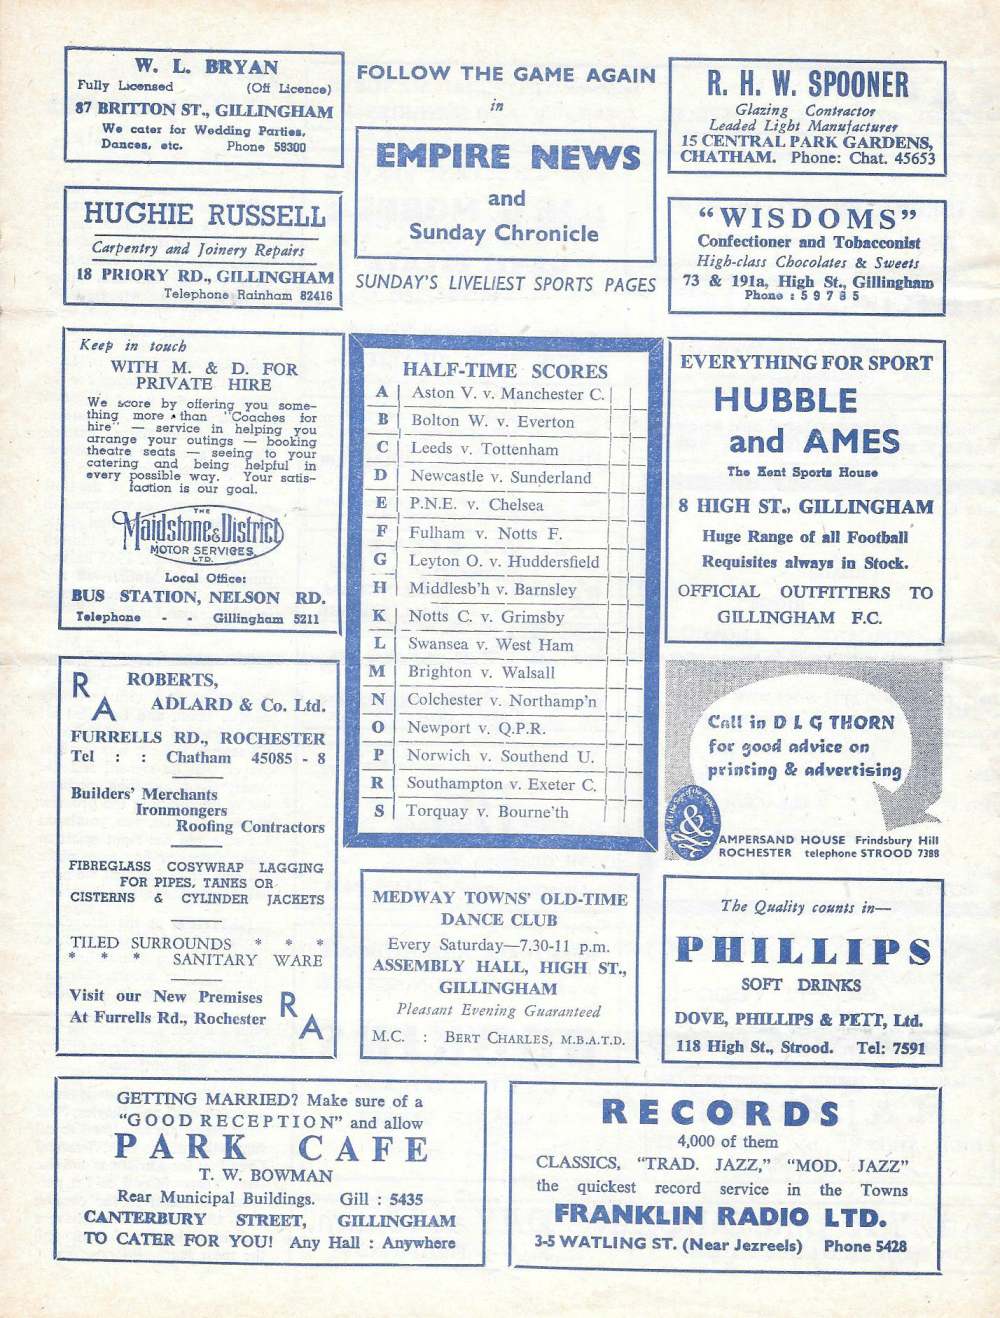 W. L. BRYAN
Fully Licensed (Off Licence)
87 BRITTON ST., GILLINGHAM
We cater for Wedding Parties,
Dances, etc. Phone 59300
HUGHIE RUSSELL
Carpentry and Joinery Repairs
18 PRIORY RD., GILLINGHAM
Telephone Rainham 82416
FOLLOW THE GAME AGAIN
in
EMPIRE NEWS
and
Sunday Chronicle
SUNDAY'S LIVELIEST SPORTS PAGES
R. H. W. SPOONER
Glazing Contractor
Leaded Light Manufacturer
15 CENTRAL PARK GARDENS,
CHATHAM. Phone: Chat. 45653
"WISDOMS"
Confectioner and Tobacconist
High-class Chocolates & Sweets
73 & 191a, High St., Gillingham
Phone : 59785
Keep in touch
WITH M. & D. FOR
PRIVATE HIRE
We score by offering you some-
thing more than "Coaches for
hire" — service in helping you
arrange your outings — booking
theatre seats — seeing to your
catering and being helpful in
every possible way. Your satis-
faction is our goal.
THE
Maidstone & District
MOTOR SERVICES
LTD.
Local Office:
BUS STATION, NELSON RD.
Telephone - - Gillingham 5211
HALF-TIME SCORES
A Aston V. v. Manchester C.
B Bolton W. v. Everton
C Leeds v. Tottenham
D Newcastle v. Sunderland
E P.N.E. v. Chelsea
F Fulham v. Notts F.
G Leyton O. v. Huddersfield
H Middlesb'h v. Barnsley
K Notts C. v. Grimsby
L Swansea v. West Ham
M Brighton v. Walsall
N Colchester v. Northamp'n
O Newport v. Q.P.R.
P Norwich v. Southend U.
R Southampton v. Exeter C.
S Torquay v. Bourne'th
EVERYTHING FOR SPORT
HUBBLE
and AMES
The Kent Sports House
8 HIGH ST., GILLINGHAM
Huge Range of all Football
Requisites always in Stock.
OFFICIAL OUTFITTERS TO
GILLINGHAM F.C.
R A ROBERTS,
ADLARD & Co. Ltd.
FURRELLS RD., ROCHESTER
Tel : : Chatham 45085 - 8
Builders' Merchants
Ironmongers
Roofing Contractors
FIBREGLASS COSYWRAP LAGGING
FOR PIPES, TANKS OR
CISTERNS & CYLINDER JACKETS
TILED SURROUNDS * * *
* * * SANITARY WARE
Visit our New Premises
At Furrells Rd., Rochester
R A
Call in D L G THORN
for good advice on
printing & advertising
&
AMPERSAND HOUSE Frindsbury Hill
ROCHESTER telephone STROOD 7388
MEDWAY TOWNS' OLD-TIME
DANCE CLUB
Every Saturday—7.30-11 p.m.
ASSEMBLY HALL, HIGH ST.,
GILLINGHAM
Pleasant Evening Guaranteed
M.C. : BERT CHARLES, M.B.A.T.D.
The Quality counts in—
PHILLIPS
SOFT DRINKS
DOVE, PHILLIPS & PETT, Ltd.
118 High St., Strood. Tel: 7591
GETTING MARRIED? Make sure of a
"GOOD RECEPTION" and allow
PARK CAFE
T. W. BOWMAN
Rear Municipal Buildings. Gill : 5435
CANTERBURY STREET, GILLINGHAM
TO CATER FOR YOU! Any Hall : Anywhere
RECORDS
4,000 of them
CLASSICS, "TRAD. JAZZ," "MOD. JAZZ"
the quickest record service in the Towns
FRANKLIN RADIO LTD.
3-5 WATLING ST. (Near Jezreels) Phone 5428